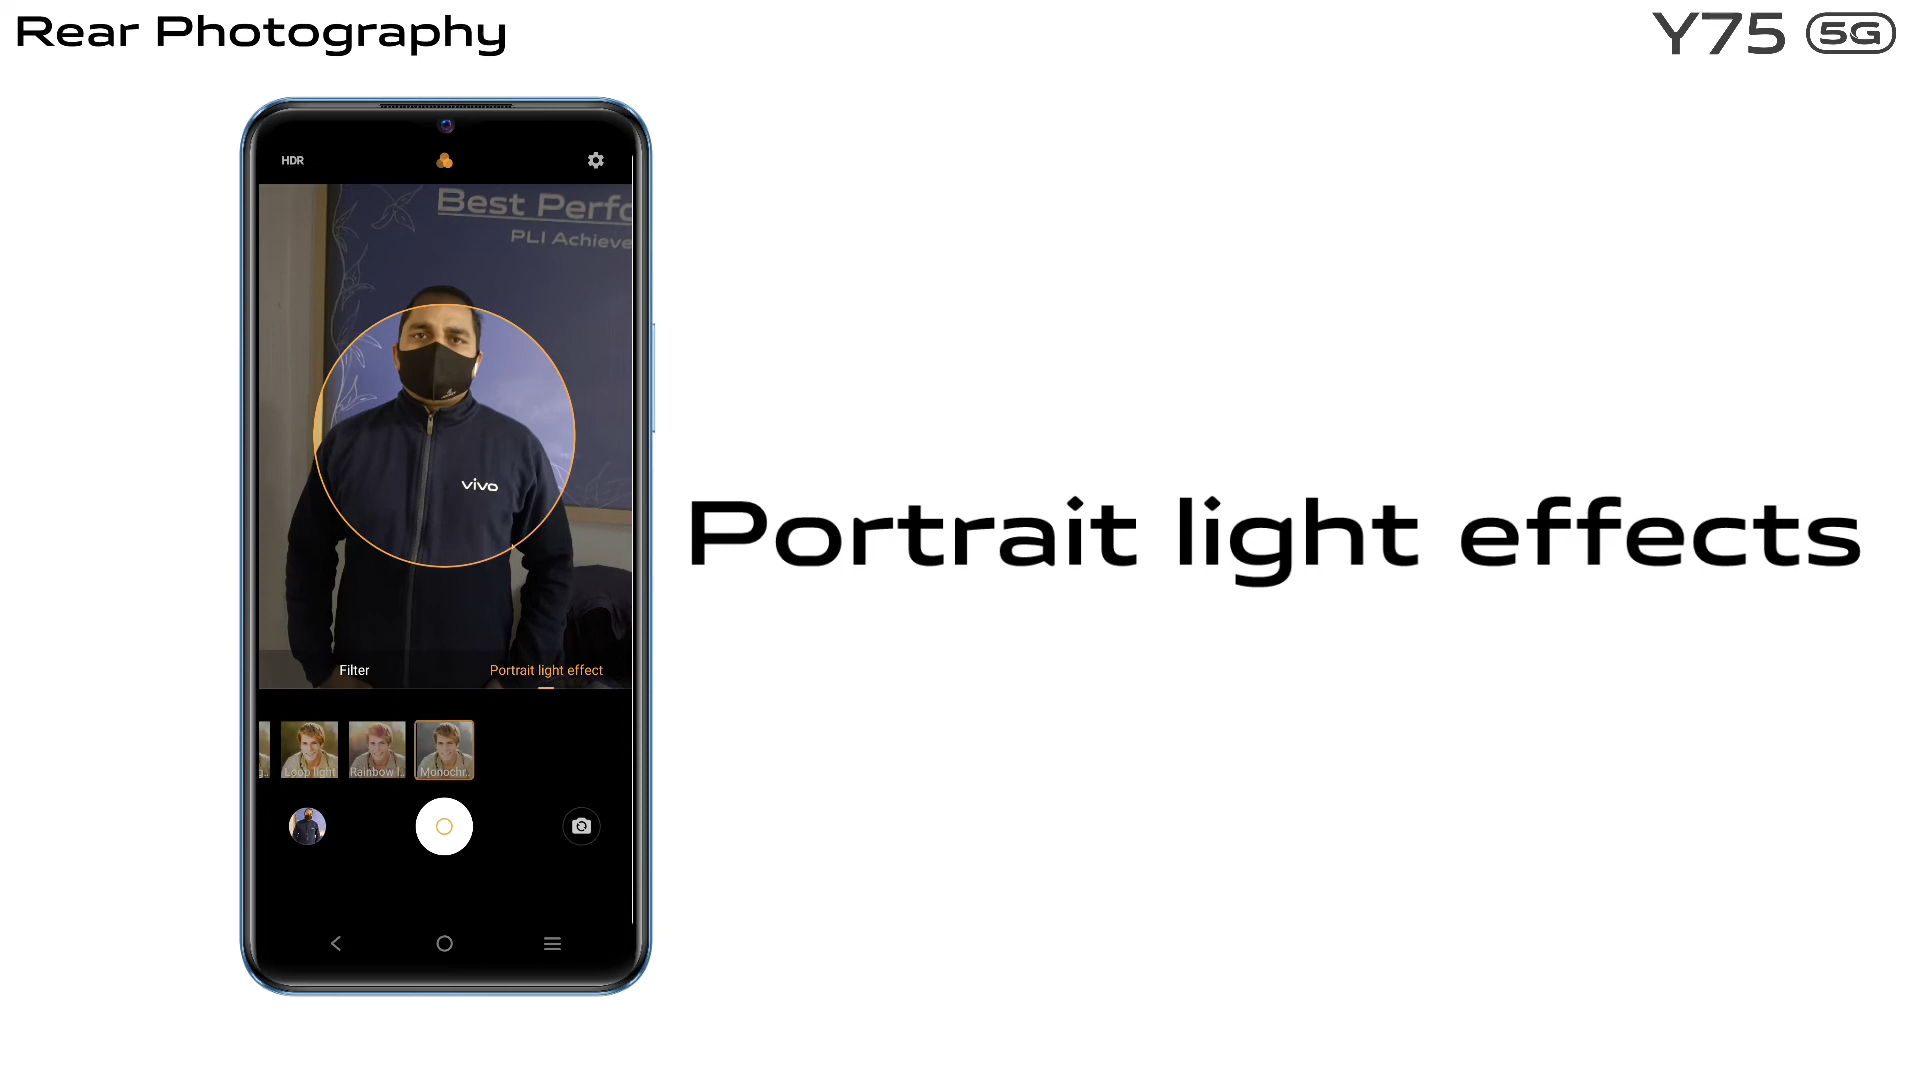 Rear Photography
Y75 5G
HDR
Best Perfo
PLI Achieve
vivo
Filter
Portrait light effect
g..
Loop light
Rainbow l..
Monochr..
Portrait light effects